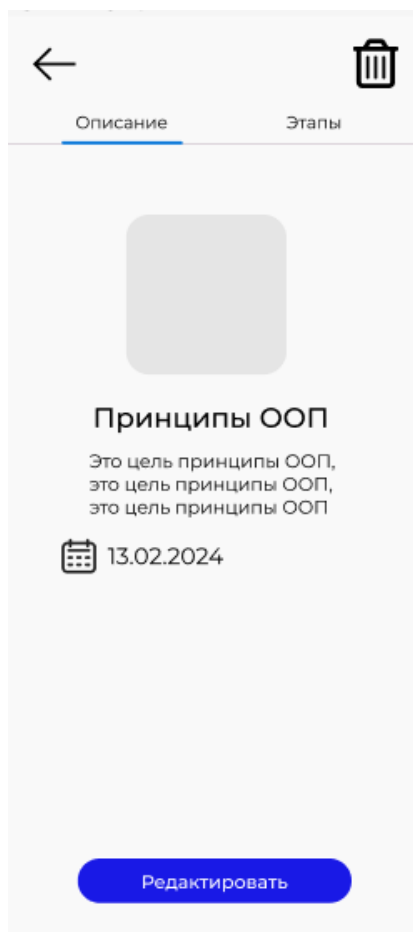 Описание
Этапы
Принципы ООП
Это цель принципы ООП,
это цель принципы ООП,
это цель принципы ООП
13.02.2024
Редактировать